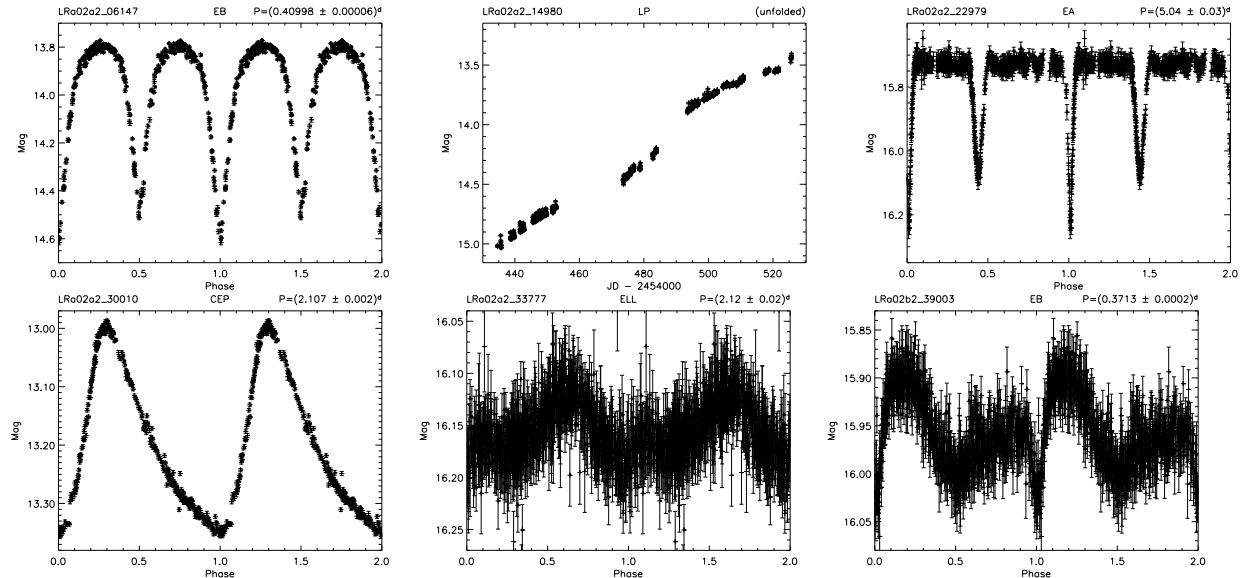 LRa02a2_06147 EB P=(0.40998 ± 0.00006)ᵈ
13.8
14.0
14.2
14.4
14.6
Mag
0.0 0.5 1.0 1.5 2.0
Phase
LRa02a2_14980 LP (unfolded)
13.5
14.0
14.5
15.0
Mag
440 460 480 500 520
JD – 2454000
LRa02a2_22979 EA P=(5.04 ± 0.03)ᵈ
15.8
16.0
16.2
Mag
0.0 0.5 1.0 1.5 2.0
Phase
LRa02a2_30010 CEP P=(2.107 ± 0.002)ᵈ
13.00
13.10
13.20
13.30
Mag
0.0 0.5 1.0 1.5 2.0
Phase
LRa02a2_33777 ELL P=(2.12 ± 0.02)ᵈ
16.05
16.10
16.15
16.20
16.25
Mag
0.0 0.5 1.0 1.5 2.0
Phase
LRa02b2_39003 EB P=(0.3713 ± 0.0002)ᵈ
15.85
15.90
15.95
16.00
16.05
Mag
0.0 0.5 1.0 1.5 2.0
Phase